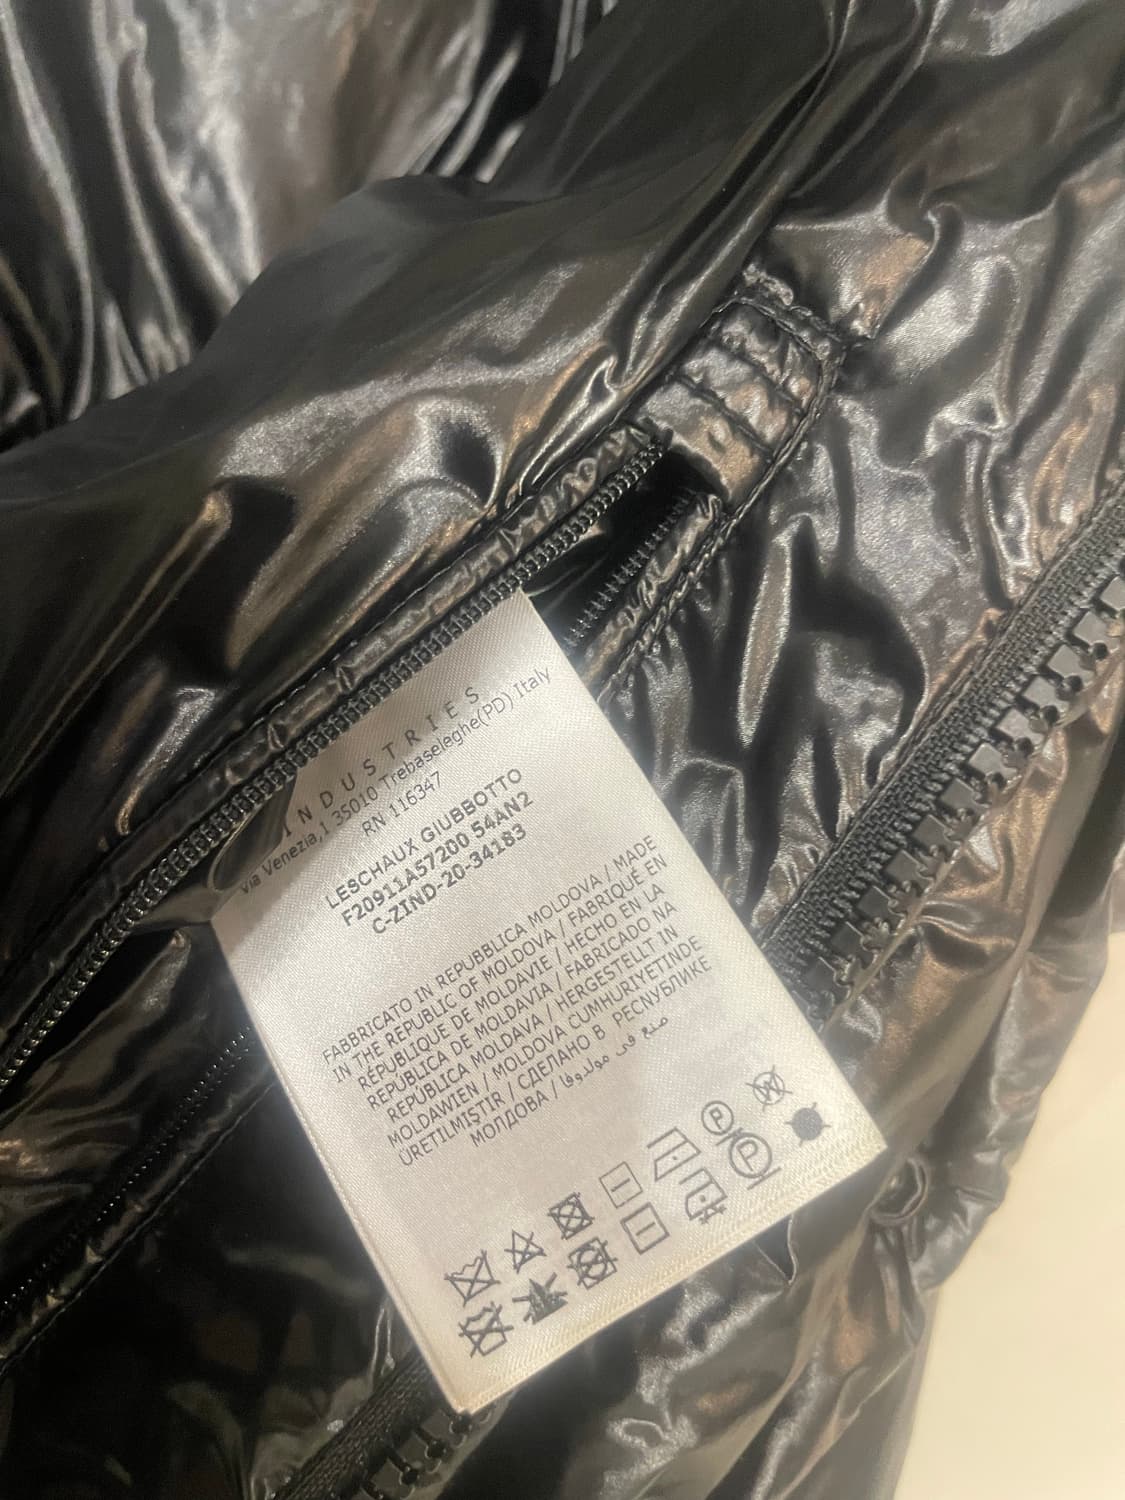 INDUSTRIES
Via Venezia,1 35010 Trebaseleghe(PD) Italy
RN 116347
LESCHAUX GIUBBOTTO
F20911A57200 54AN2
C-ZIND-20-34183
FABBRICATO IN REPUBBLICA MOLDOVA / MADE
IN THE REPUBLIC OF MOLDOVA / FABRIQUÉ EN
RÉPUBLIQUE DE MOLDAVIE / HECHO EN LA
REPÚBLICA DE MOLDAVIA / FABRICADO NA
REPÚBLICA MOLDAVA / HERGESTELLT IN
MOLDAWIEN / MOLDOVA CUMHURIYETINDE
ÜRETILMIŞTIR / СДЕЛАНО В РЕСПУБЛИКЕ
МОЛДОВА / صنع في مولدوفا
P
W
P